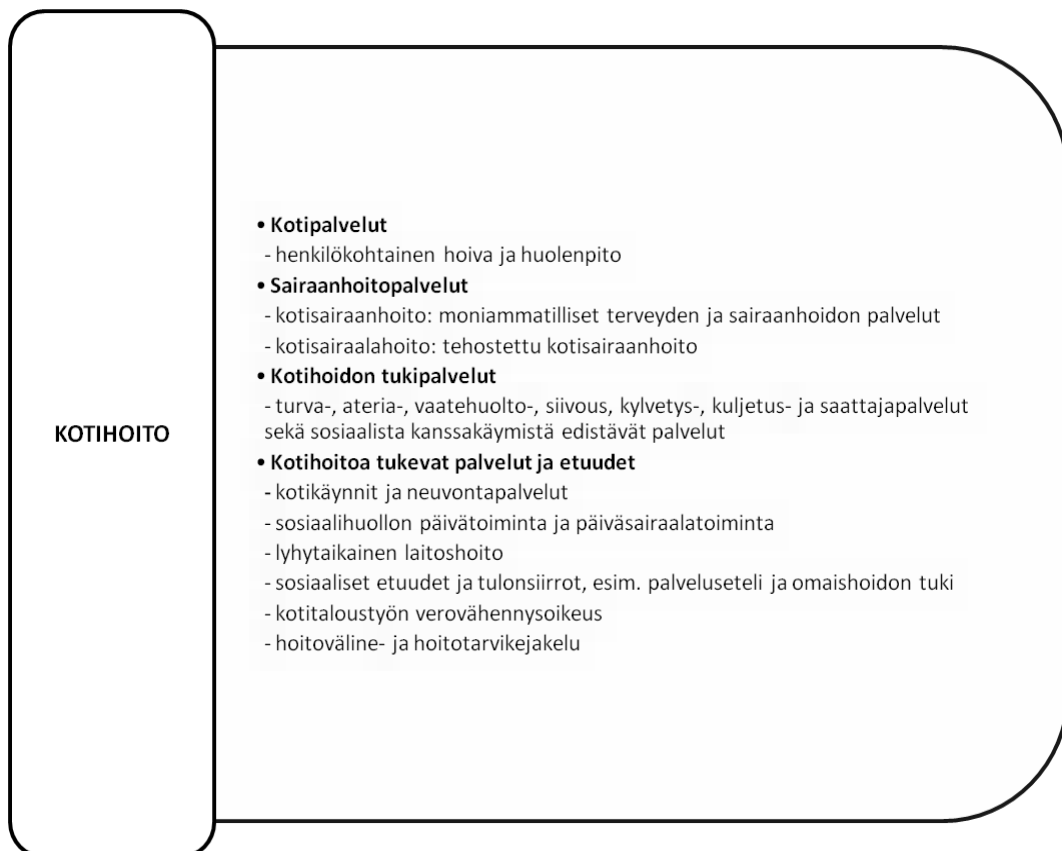 KOTIHOITO
• Kotipalvelut
- henkilökohtainen hoiva ja huolenpito
• Sairaanhoitopalvelut
- kotisairaanhoito: moniammatilliset terveyden ja sairaanhoidon palvelut
- kotisairaalahoito: tehostettu kotisairaanhoito
• Kotihoidon tukipalvelut
- turva-, ateria-, vaatehuolto-, siivous, kylvetys-, kuljetus- ja saattajapalvelut
sekä sosiaalista kanssakäymistä edistävät palvelut
• Kotihoitoa tukevat palvelut ja etuudet
- kotikäynnit ja neuvontapalvelut
- sosiaalihuollon päivätoiminta ja päiväsairaalatoiminta
- lyhytaikainen laitoshoito
- sosiaaliset etuudet ja tulonsiirrot, esim. palveluseteli ja omaishoidon tuki
- kotitaloustyön verovähennysoikeus
- hoitoväline- ja hoitotarvikejakelu